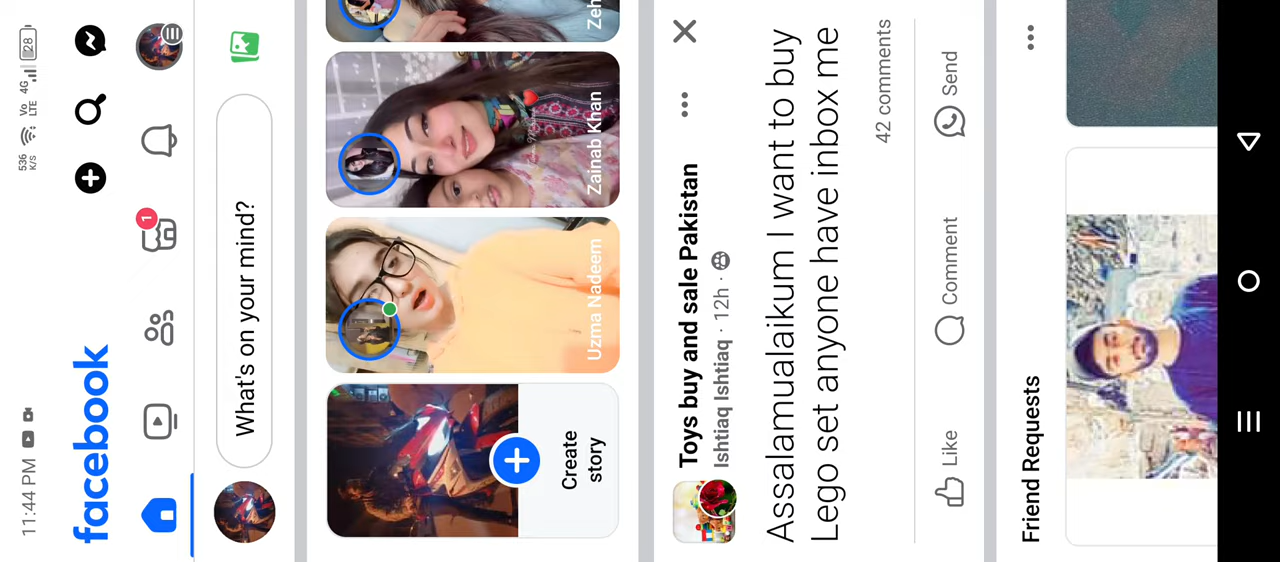 11:44 PM
536 K/S
Vo LTE
4G
28
facebook
1
What's on your mind?
Create story
Uzma Nadeem
Zainab Khan
Zeh
Toys buy and sale Pakistan
Ishtiaq Ishtiaq · 12h ·
Assalamualaikum I want to buy
Lego set anyone have inbox me
42 comments
Like
Comment
Send
Friend Requests